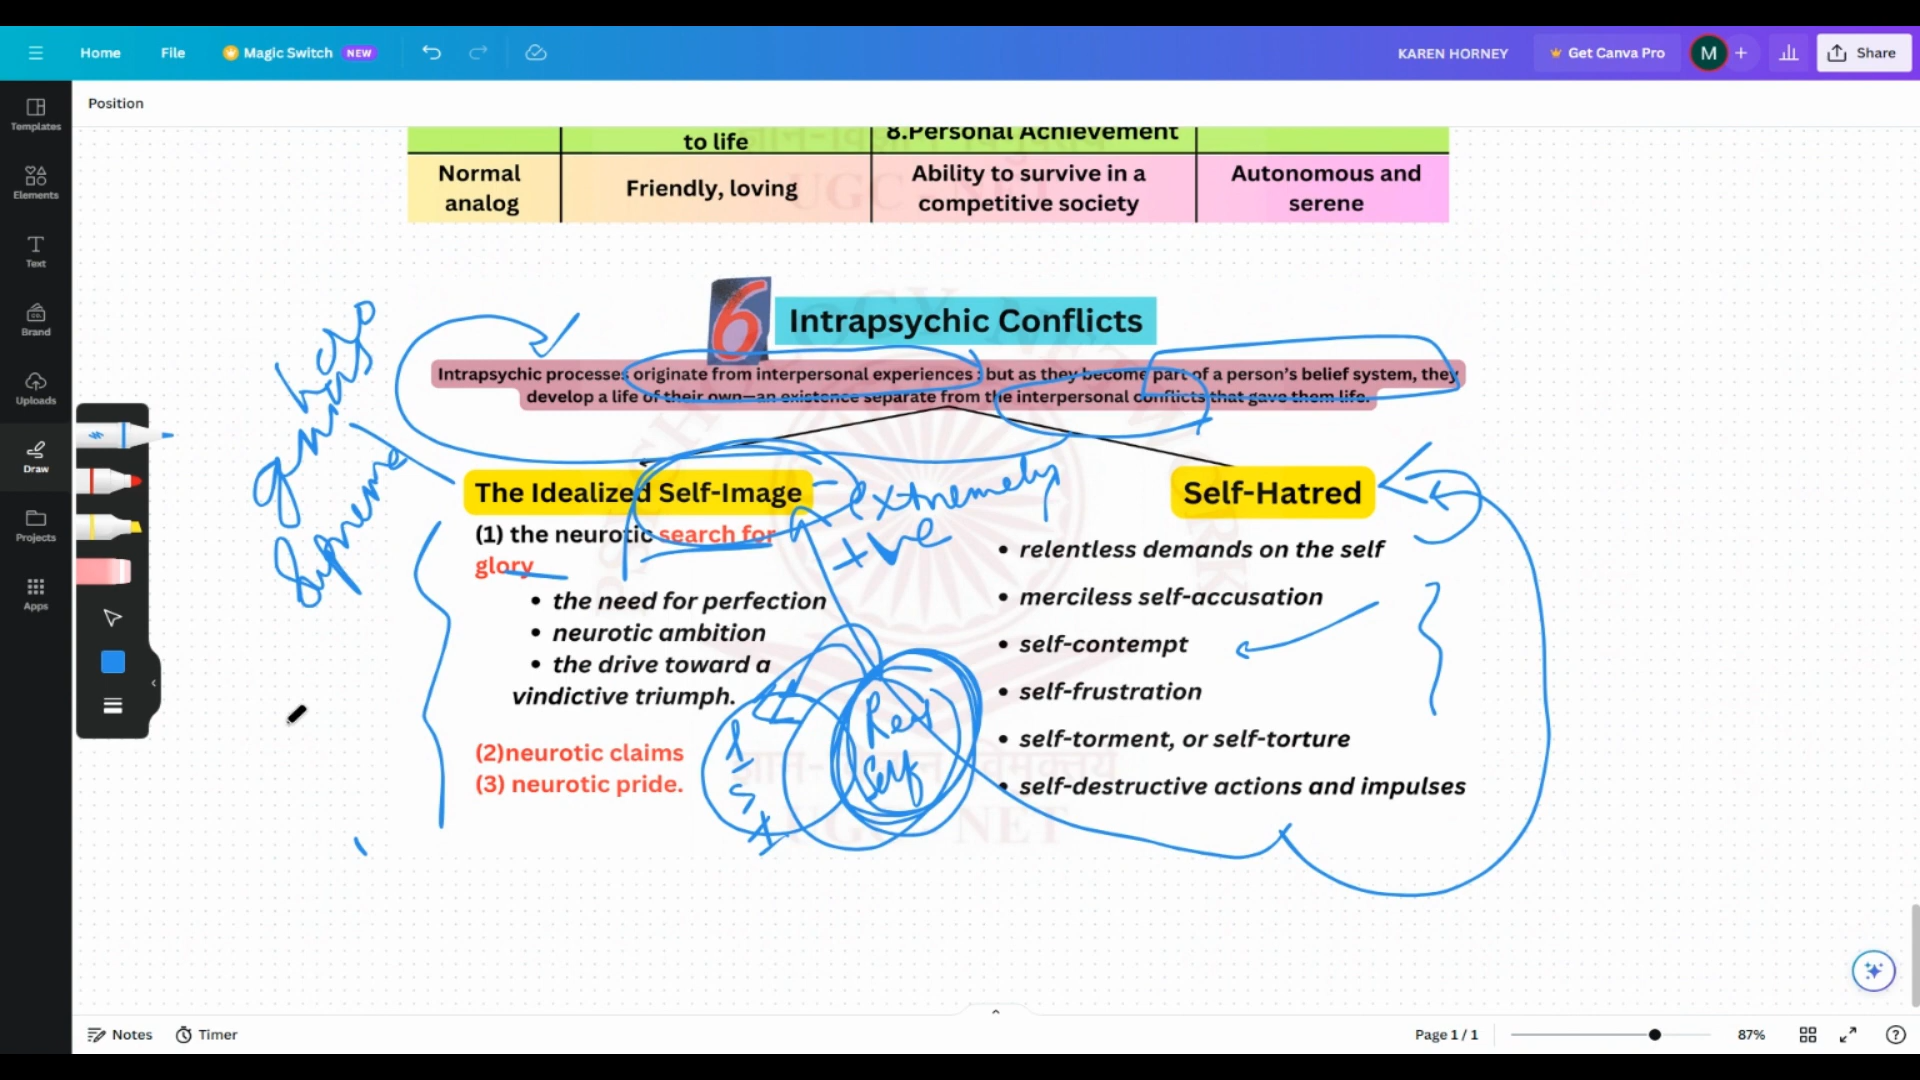 Home File Magic Switch NEW KAREN HORNEY Get Canva Pro M + Share
Position
Templates
Elements
Text
Brand
Uploads
Draw
Projects
Apps
to life
8.Personal Achievement
Normal analog
Friendly, loving
Ability to survive in a competitive society
Autonomous and serene
6
Intrapsychic Conflicts
Intrapsychic processes originate from interpersonal experiences ; but as they become part of a person's belief system, they
develop a life of their own—an existence separate from the interpersonal conflicts that gave them life.
hero
genius
Supreme
The Idealized Self-Image
extremely
+ve
(1) the neurotic search for
glory
the need for perfection
neurotic ambition
the drive toward a
vindictive triumph.
(2)neurotic claims
(3) neurotic pride.
I
S
I
Real
Self
Self-Hatred
• relentless demands on the self
• merciless self-accusation
• self-contempt
• self-frustration
• self-torment, or self-torture
• self-destructive actions and impulses
UGC - NET
UGC NET
Notes Timer Page 1 / 1 87%